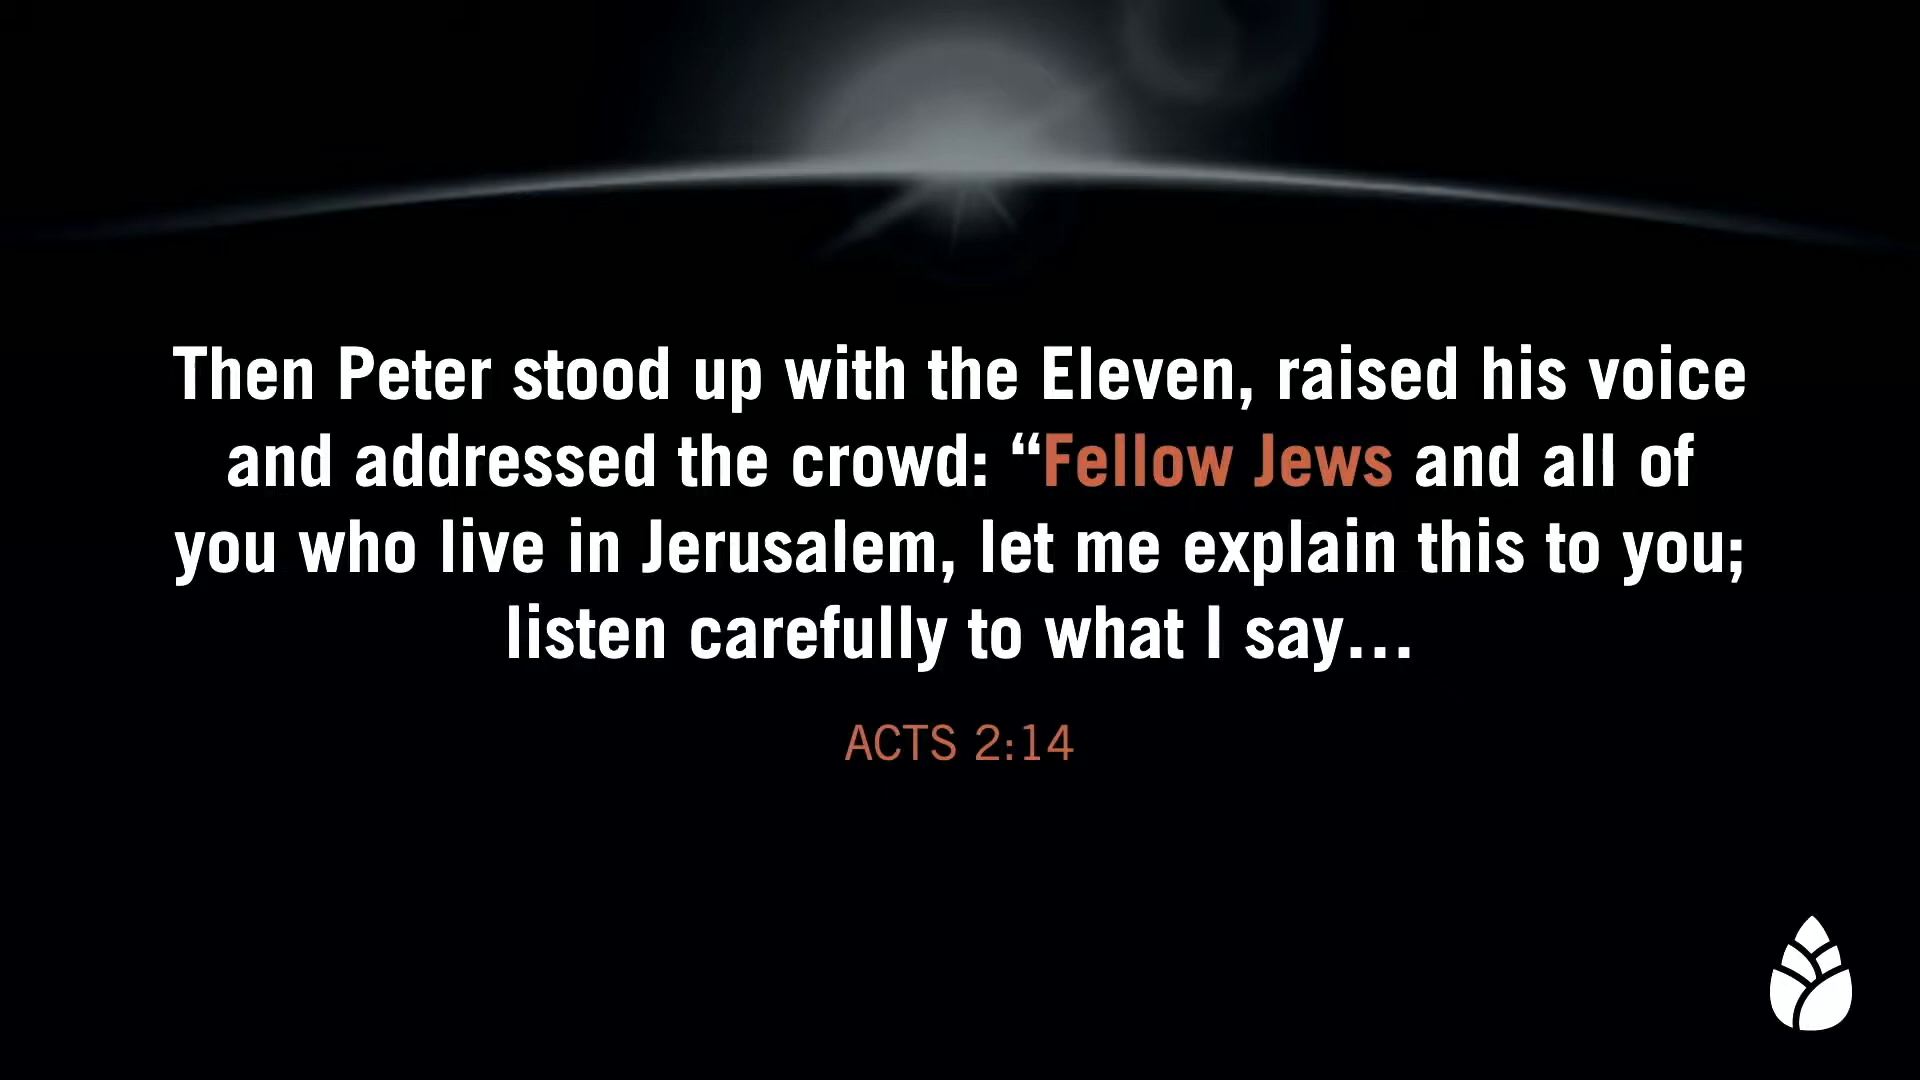 Then Peter stood up with the Eleven, raised his voice
and addressed the crowd: “Fellow Jews and all of
you who live in Jerusalem, let me explain this to you;
listen carefully to what I say…
ACTS 2:14